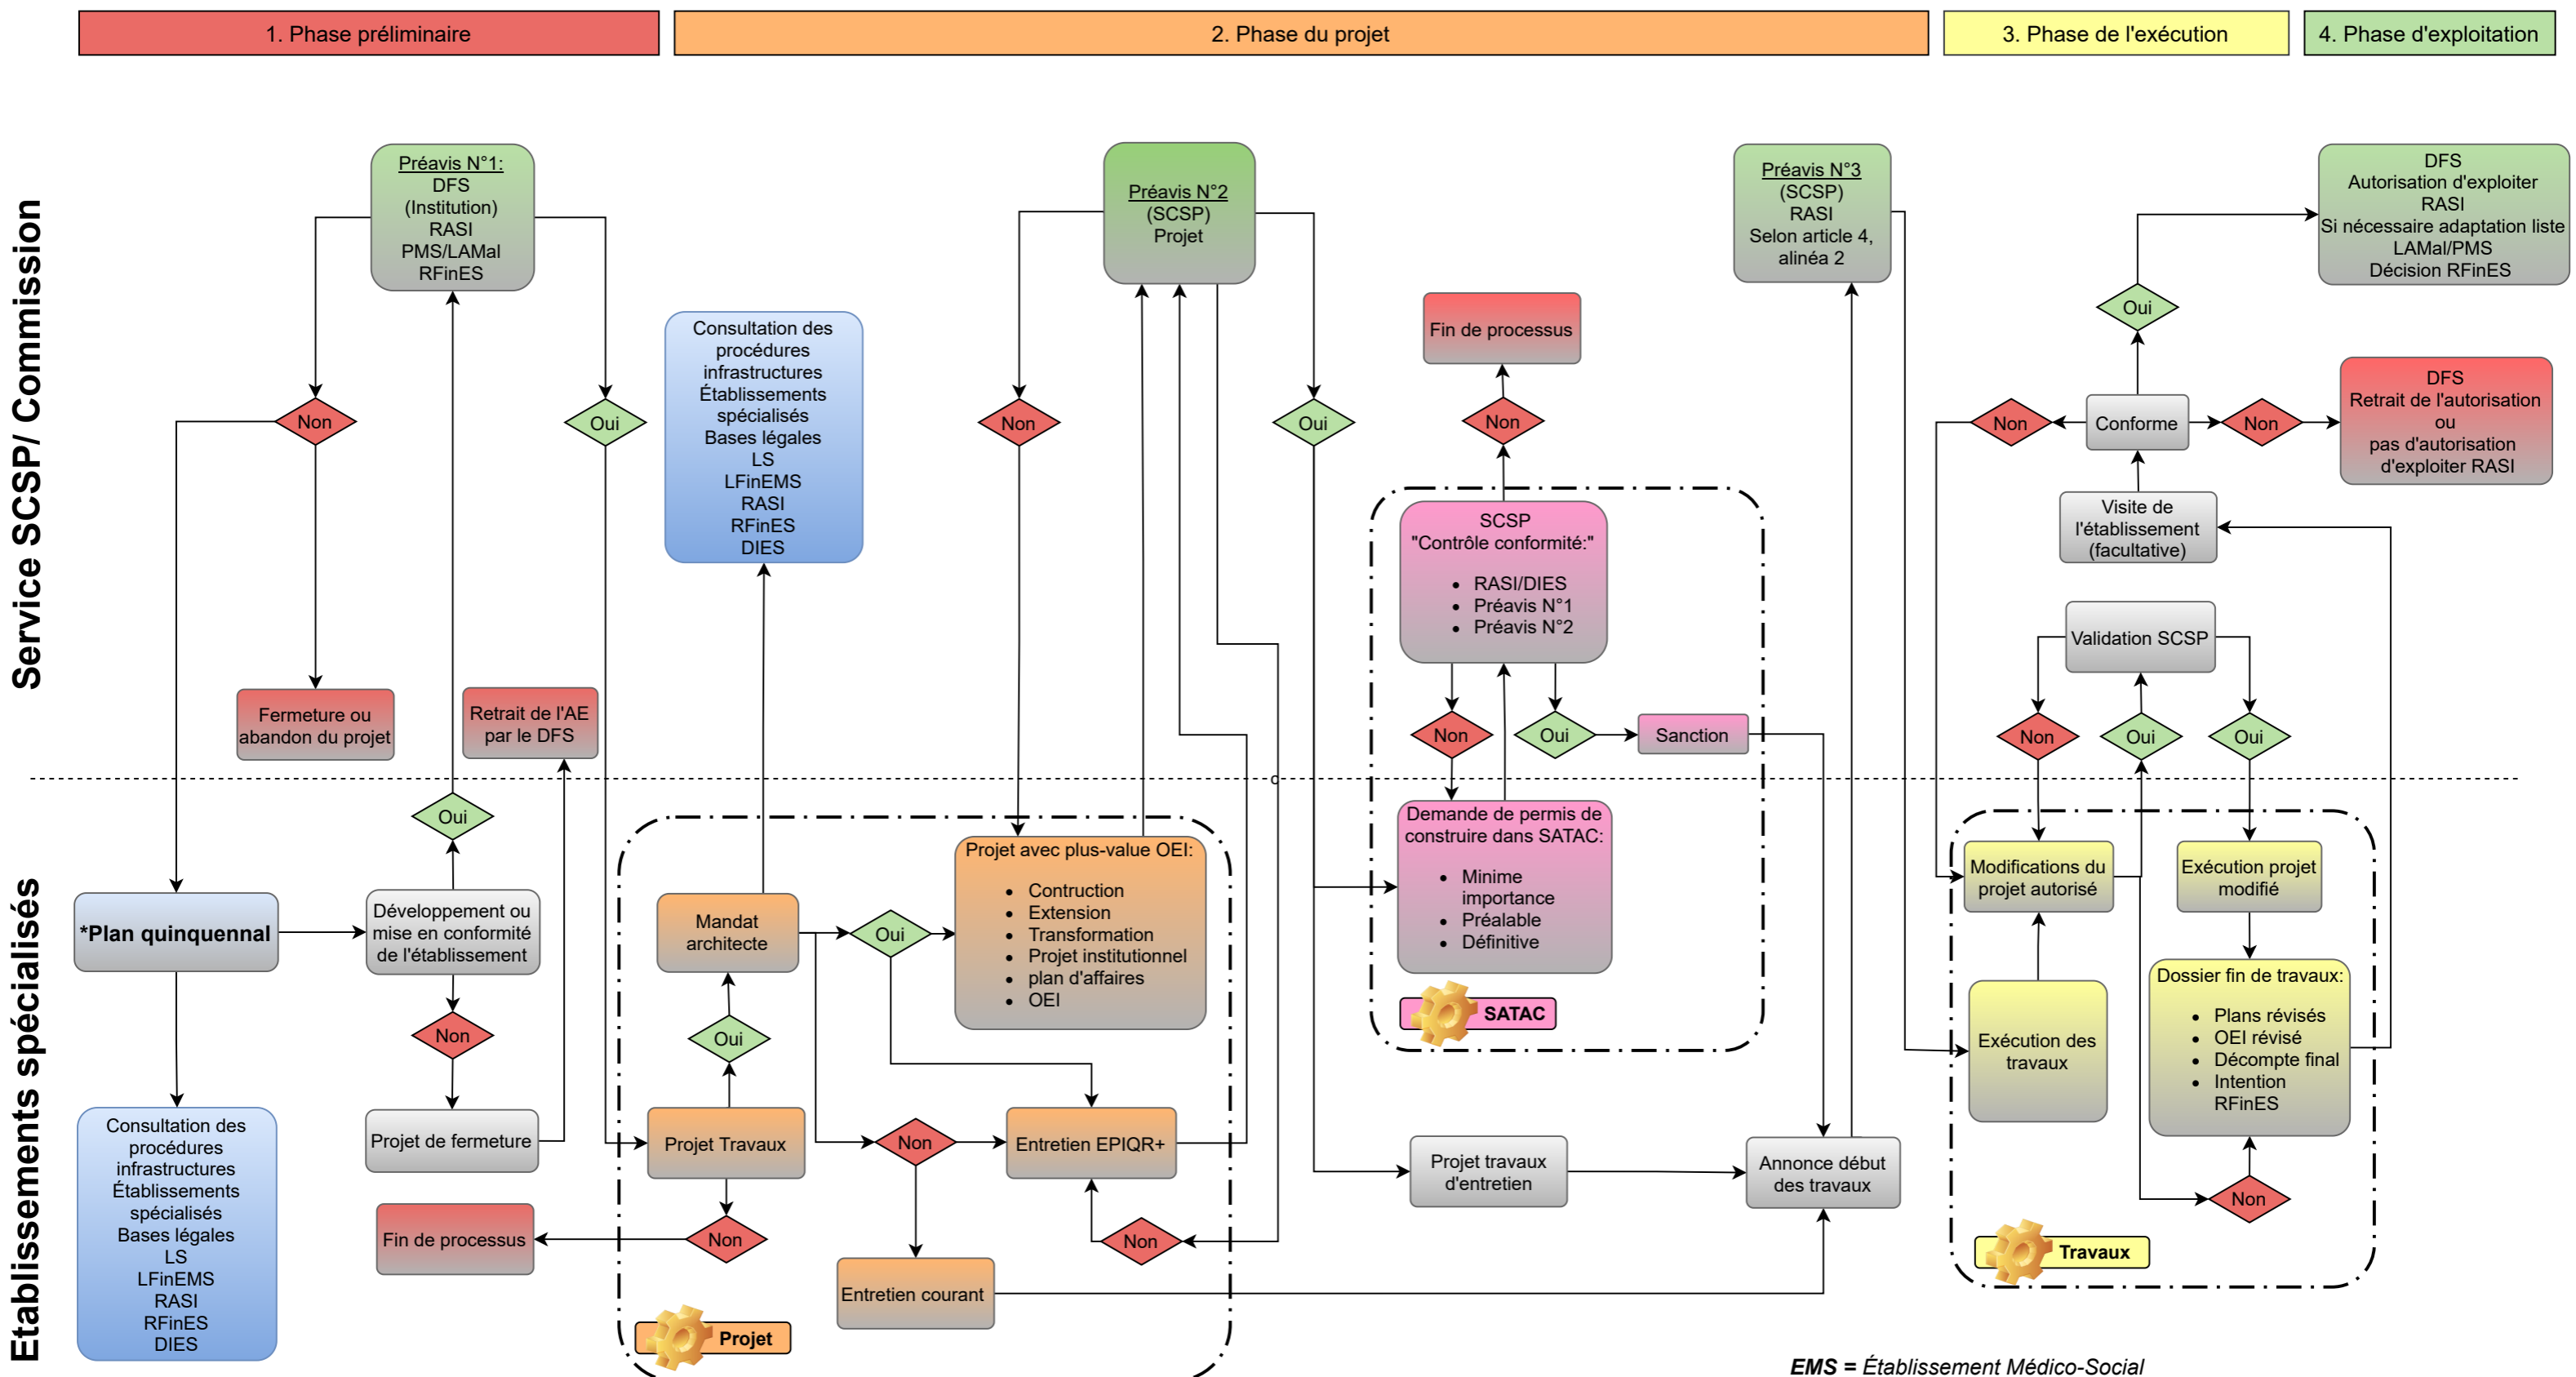 1. Phase préliminaire
2. Phase du projet
3. Phase de l'exécution
4. Phase d'exploitation
Service SCSP/ Commission
Etablissements spécialisés
Préavis N°1:
DFS
(Institution)
RASI
PMS/LAMal
RFinES
Non
Oui
Fermeture ou
abandon du projet
Retrait de l'AE
par le DFS
Oui
*Plan quinquennal
Développement ou
mise en conformité
de l'établissement
Non
Projet de fermeture
Consultation des
procédures
infrastructures
Établissements
spécialisés
Bases légales
LS
LFinEMS
RASI
RFinES
DIES
Fin de processus
Consultation des
procédures
infrastructures
Établissements
spécialisés
Bases légales
LS
LFinEMS
RASI
RFinES
DIES
Préavis N°2
(SCSP)
Projet
Non
Oui
Mandat
architecte
Oui
Projet avec plus-value OEI:
Contruction
Extension
Transformation
Projet institutionnel
plan d'affaires
OEI
Oui
Projet Travaux
Non
Entretien EPIQR+
Non
Non
Entretien courant
Projet
Fin de processus
Non
SCSP
"Contrôle conformité:"
RASI/DIES
Préavis N°1
Préavis N°2
Non
Oui
Sanction
c
Demande de permis de
construire dans SATAC:
Minime
importance
Préalable
Définitive
SATAC
Projet travaux
d'entretien
Annonce début
des travaux
Préavis N°3
(SCSP)
RASI
Selon article 4,
alinéa 2
DFS
Autorisation d'exploiter
RASI
Si nécessaire adaptation liste
LAMal/PMS
Décision RFinES
Oui
Non
Conforme
Non
DFS
Retrait de l'autorisation
ou
pas d'autorisation
d'exploiter RASI
Visite de
l'établissement
(facultative)
Validation SCSP
Non
Oui
Oui
Modifications du
projet autorisé
Exécution projet
modifié
Exécution des
travaux
Dossier fin de travaux:
Plans révisés
OEI révisé
Décompte final
Intention
RFinES
Non
Travaux
EMS = Établissement Médico-Social